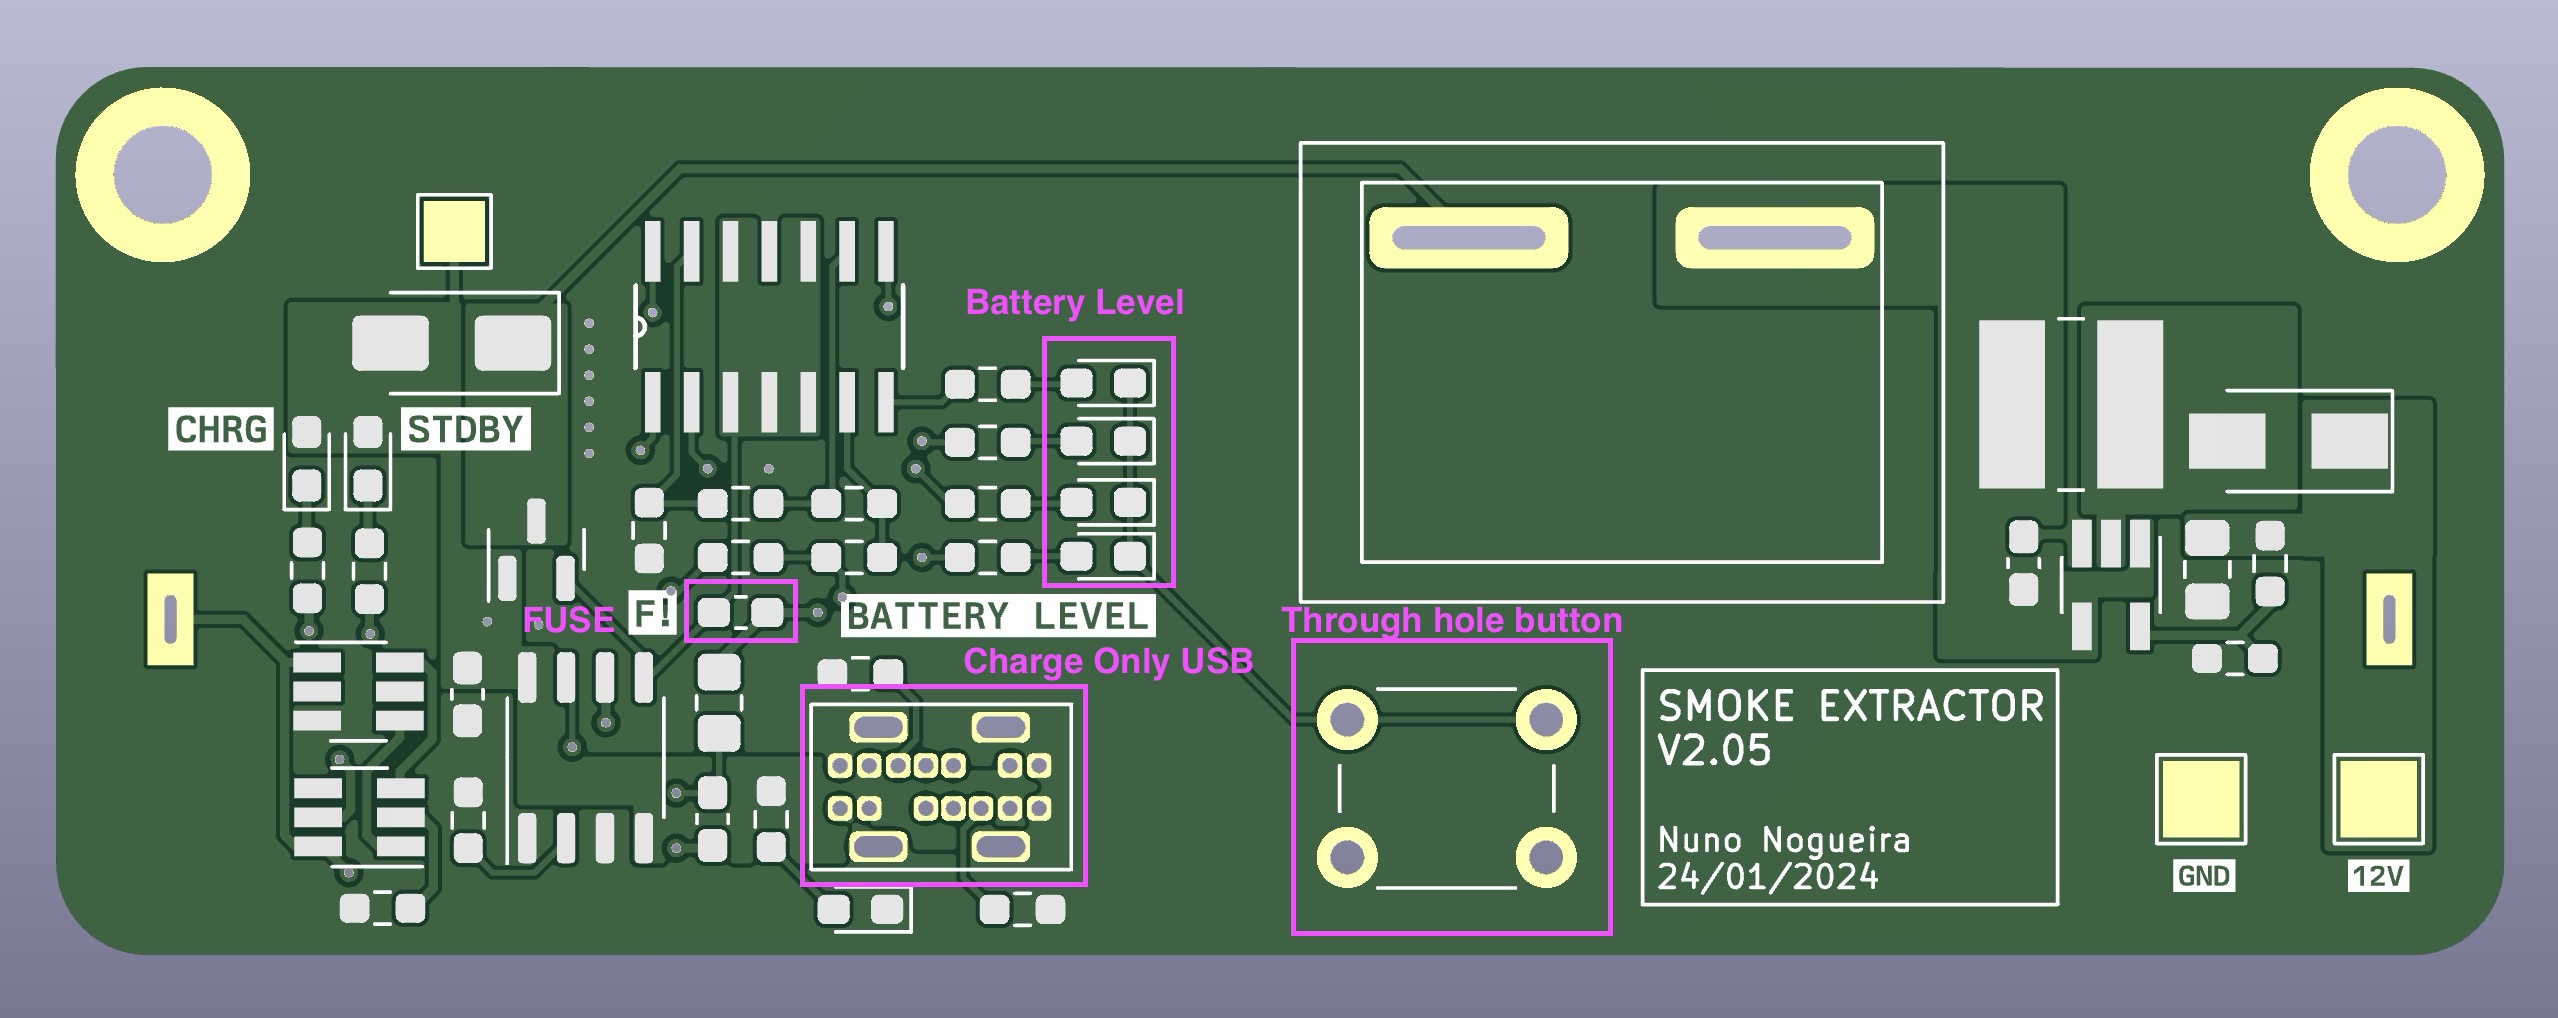 Battery Level
CHRG
STDBY
FUSE
F!
BATTERY LEVEL
Through hole button
Charge Only USB
SMOKE EXTRACTOR
V2.05
Nuno Nogueira
24/01/2024
GND
12V